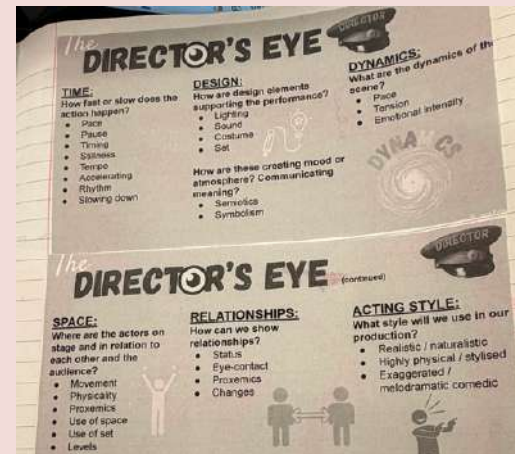 The
DIRECTOR'S EYE
DIRECTOR
TIME:
How fast or slow does the
action happen?
• Pace
• Pause
• Timing
• Stillness
• Tempo
• Accelerating
• Rhythm
• Slowing down
DESIGN:
How are design elements
supporting the performance?
• Lighting
• Sound
• Costume
• Set
How are these creating mood or
atmosphere? Communicating
meaning?
• Semiotics
• Symbolism
DYNAMICS:
What are the dynamics of the
scene?
• Pace
• Tension
• Emotional intensity
DYNAMICS
The
DIRECTOR'S EYE (continued)
DIRECTOR
SPACE:
Where are the actors on
stage and in relation to
each other and the
audience?
• Movement
• Physicality
• Proxemics
• Use of space
• Use of set
• Levels
RELATIONSHIPS:
How can we show
relationships?
• Status
• Eye-contact
• Proxemics
• Changes
ACTING STYLE:
What style will we use in our
production?
• Realistic / naturalistic
• Highly physical / stylised
• Exaggerated /
melodramatic comedic